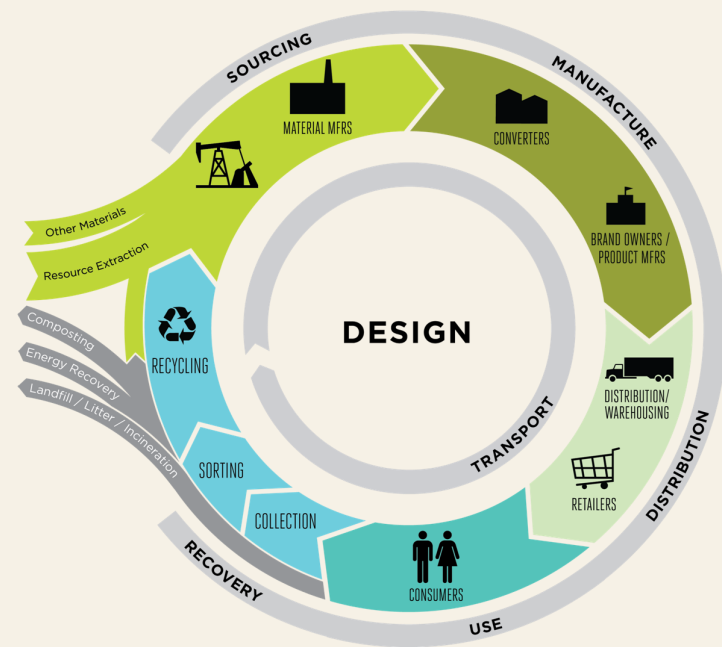 SOURCING
MANUFACTURE
MATERIAL MFRS
CONVERTERS
Other Materials
Resource Extraction
BRAND OWNERS /
PRODUCT MFRS
Composting
Energy Recovery
Landfill / Litter / Incineration
RECYCLING
DESIGN
DISTRIBUTION/
WAREHOUSING
TRANSPORT
DISTRIBUTION
SORTING
RETAILERS
COLLECTION
RECOVERY
CONSUMERS
USE